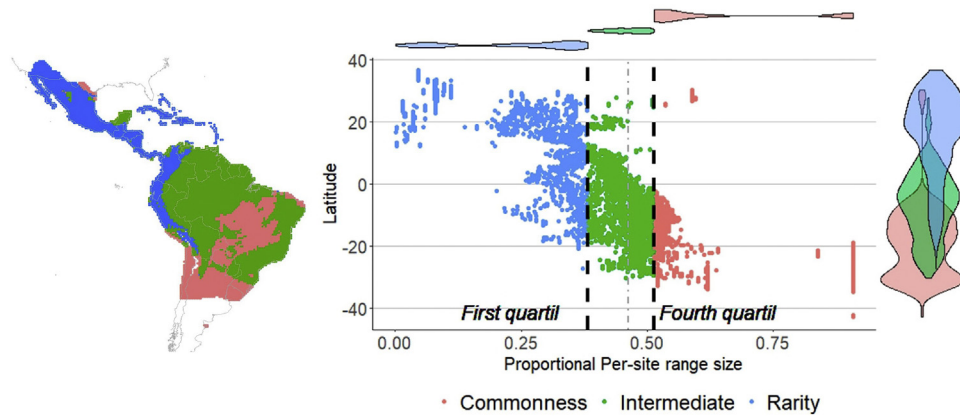 40
20
0
-20
-40
Latitude
First quartil
Fourth quartil
0.00
0.25
0.50
0.75
Proportional Per-site range size
Commonness
Intermediate
Rarity